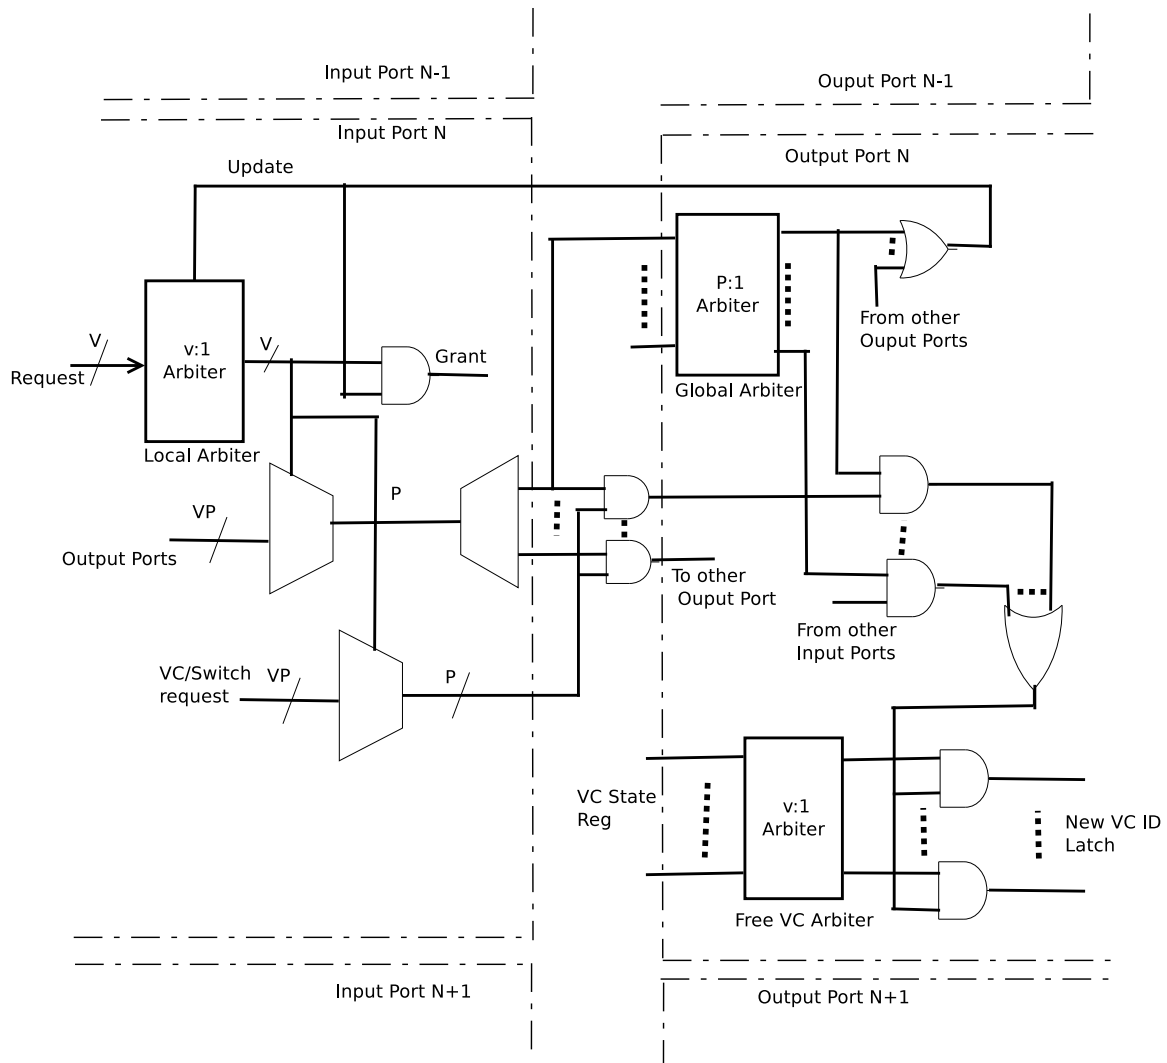 Input Port N-1
Ouput Port N-1
Input Port N
Output Port N
Update
P:1
Arbiter
From other
Ouput Ports
V
V
v:1
Arbiter
Grant
Request
Global Arbiter
Local Arbiter
P
VP
Output Ports
To other
Ouput Port
From other
Input Ports
VC/Switch
request
VP
P
VC State
Reg
v:1
Arbiter
New VC ID
Latch
Free VC Arbiter
Input Port N+1
Output Port N+1